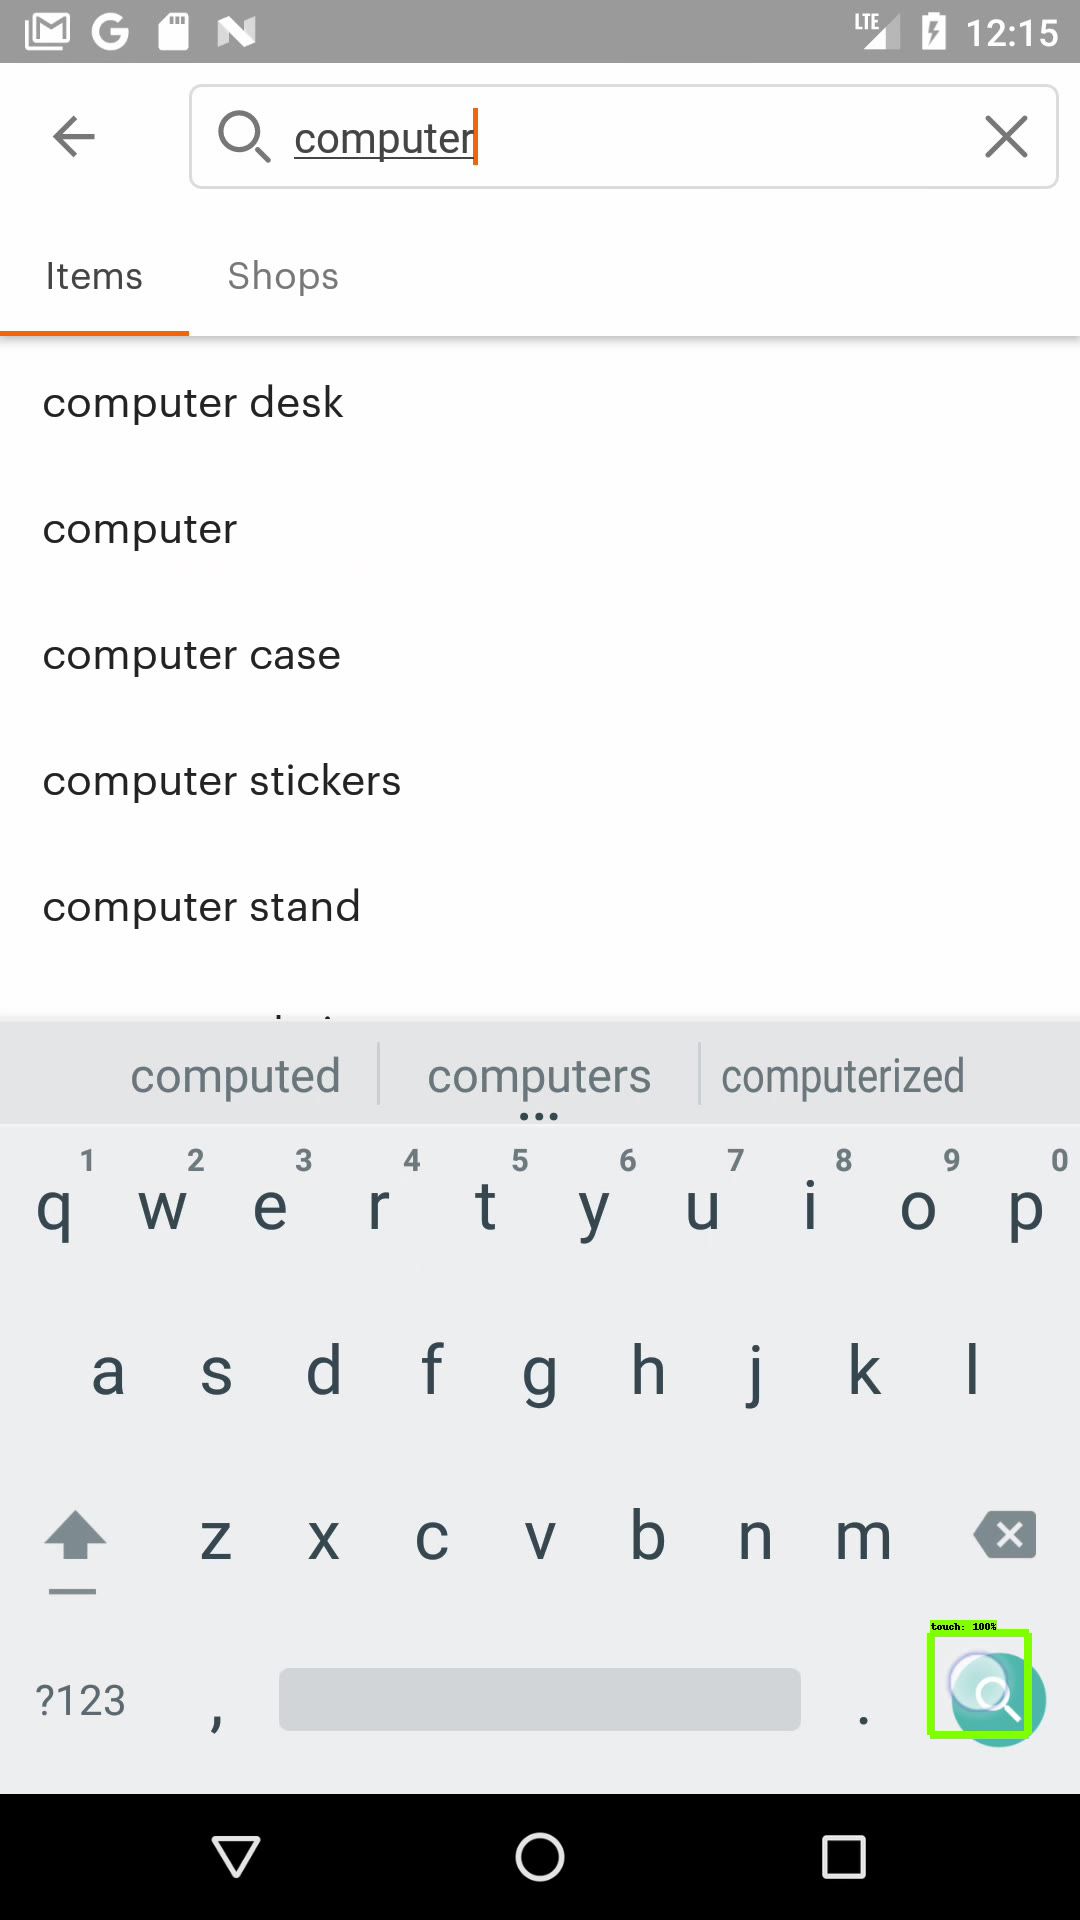 LTE 12:15
computer
Items Shops
computer desk
computer
computer case
computer stickers
computer stand
computed computers computerized
1 2 3 4 5 6 7 8 9 0
q w e r t y u i o p
a s d f g h j k l
z x c v b n m
touch: 100%
?123 , .